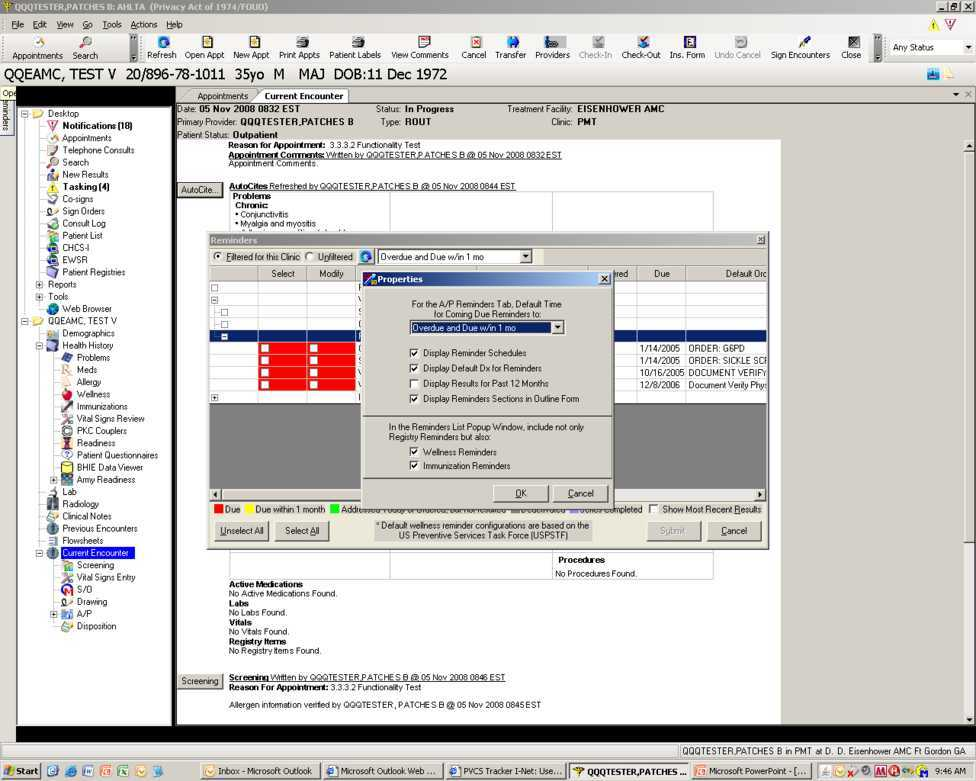 QQQTESTER,PATCHES B: AHLTA (Privacy Act of 1974/FOUO)
File Edit View Go Tools Actions Help
Appointments Search Refresh Open Appt New Appt Print Appts Patient Labels View Comments Cancel Transfer Providers Check-In Check-Out Ins. Form Undo Cancel Sign Encounters Close Any Status
QQEAMC, TEST V 20/896-78-1011 35yo M MAJ DOB:11 Dec 1972
Appointments Current Encounter
Date: 05 Nov 2008 0832 EST Status: In Progress Treatment Facility: EISENHOWER AMC
Primary Provider: QQQTESTER,PATCHES B Type: ROUT Clinic: PMT
Patient Status: Outpatient
Reason for Appointment: 3.3.3.2 Functionality Test
Appointment Comments: Written by QQQTESTER,PATCHES B @ 05 Nov 2008 0832 EST
Appointment Comments.
AutoCite...
AutoCites Refreshed by QQQTESTER,PATCHES B @ 05 Nov 2008 0844 EST
Problems
Chronic:
• Conjunctivitis
• Myalgia and myositis
Desktop
Notifications (18)
Appointments
Telephone Consults
Search
New Results
Tasking (4)
Co-signs
Sign Orders
Consult Log
Patient List
CHCS-I
EWSR
Patient Registries
Reports
Tools
Web Browser
QQEAMC, TEST V
Demographics
Health History
Problems
Meds
Allergy
Wellness
Immunizations
Vital Signs Review
PKC Couplers
Readiness
Patient Questionnaires
BHIE Data Viewer
Army Readiness
Lab
Radiology
Clinical Notes
Previous Encounters
Flowsheets
Current Encounter
Screening
Vital Signs Entry
S/O
Drawing
A/P
Disposition
Reminders
Filtered for this Clinic Unfiltered Overdue and Due w/in 1 mo
Select Modify Due Default Orc
1/14/2005 ORDER: G6PD
1/14/2005 ORDER: SICKLE SCF
10/16/2005 DOCUMENT VERIFY
12/8/2006 Document Verify Phys
Properties
For the A/P Reminders Tab, Default Time
for Coming Due Reminders to:
Overdue and Due w/in 1 mo
Display Reminder Schedules
Display Default Dx for Reminders
Display Results for Past 12 Months
Display Reminders Sections in Outline Form
In the Reminders List Popup Window, include not only
Registry Reminders but also:
Wellness Reminders
Immunization Reminders
OK Cancel
Due Due within 1 month Show Most Recent Results
Unselect All Select All
* Default wellness reminder configurations are based on the
US Preventive Services Task Force (USPSTF)
Submit Cancel
Procedures
No Procedures Found.
Active Medications
No Active Medications Found.
Labs
No Labs Found.
Vitals
No Vitals Found.
Registry Items
No Registry Items Found.
Screening
Screening Written by QQQTESTER,PATCHES B @ 05 Nov 2008 0846 EST
Reason For Appointment: 3.3.3.2 Functionality Test
Allergen information verified by QQQTESTER, PATCHES B @ 05 Nov 2008 0845 EST
QQQTESTER,PATCHES B in PMT at D. D. Eisenhower AMC Ft Gordon GA
Start Inbox - Microsoft Outlook Microsoft Outlook Web ... PVCS Tracker I-Net: Use... QQQTESTER,PATCHES ... Microsoft PowerPoint - [... 9:46 AM